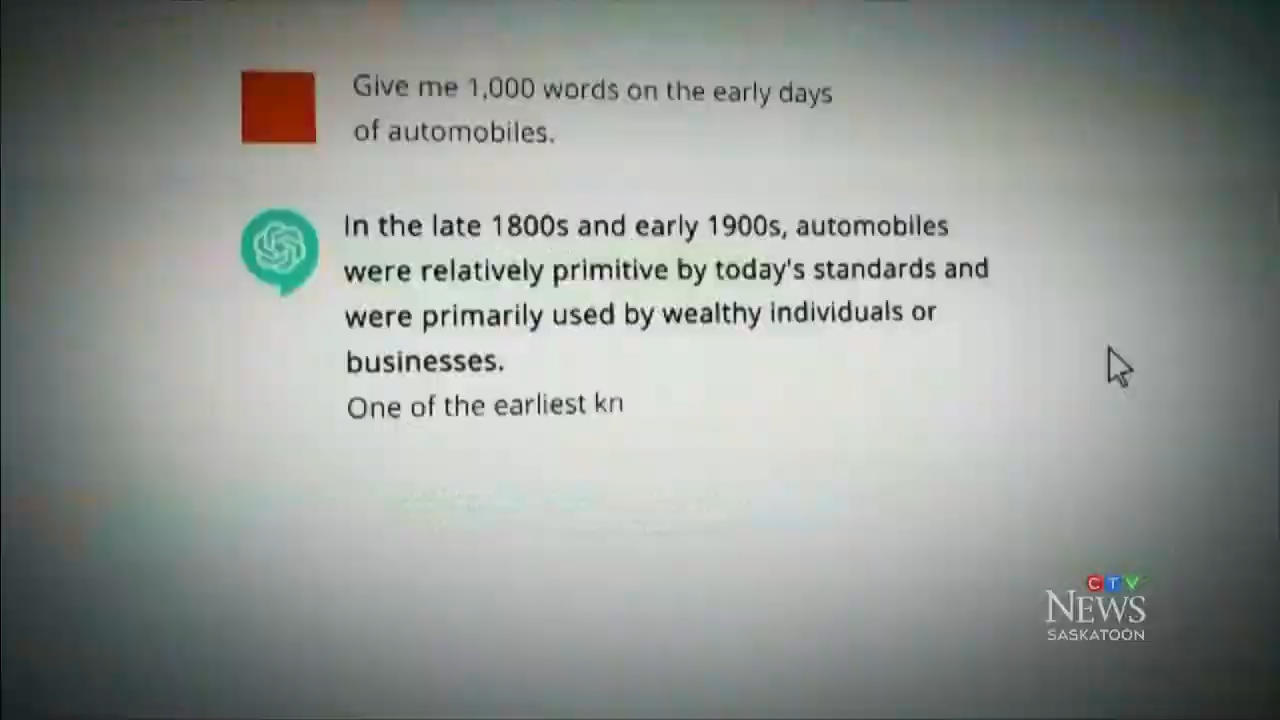 Give me 1,000 words on the early days
of automobiles.
In the late 1800s and early 1900s, automobiles
were relatively primitive by today's standards and
were primarily used by wealthy individuals or
businesses.
One of the earliest kn
CTV
NEWS
SASKATOON